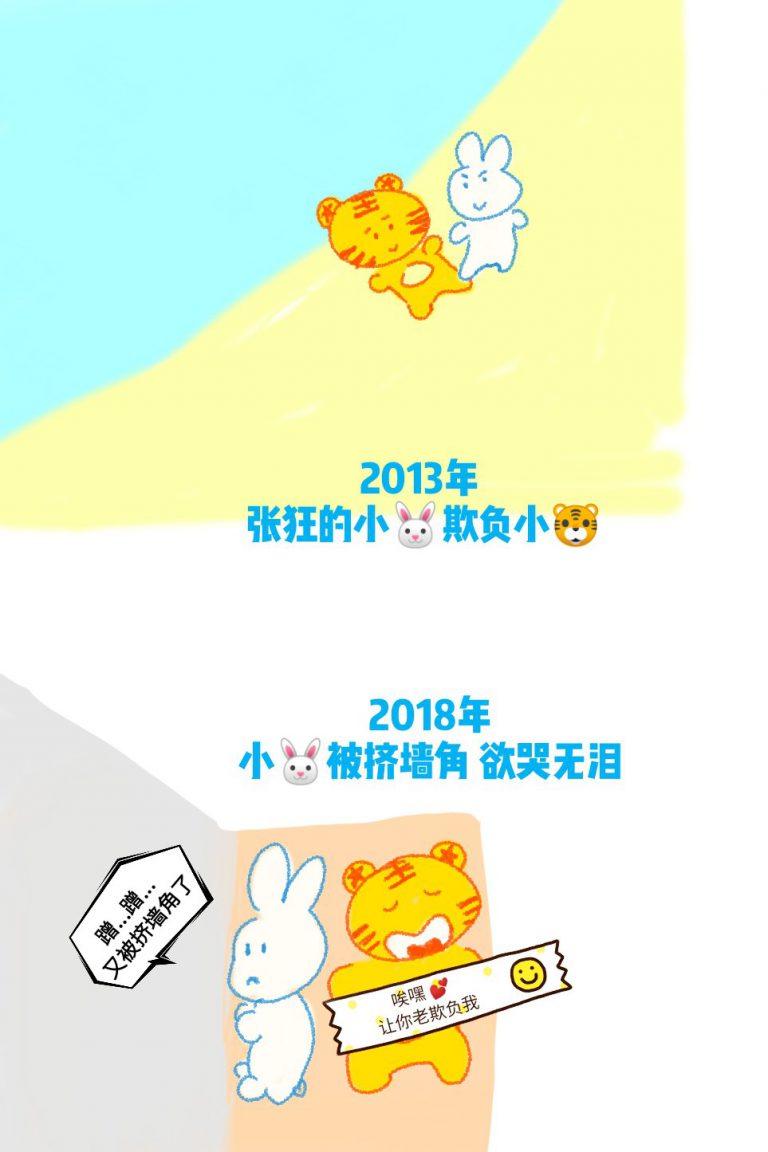 2013年
张狂的小🐰欺负小🐯
2018年
小🐰被挤墙角 欲哭无泪
蹭...蹭...
又被挤墙角了
唉嘿💕
让你老欺负我